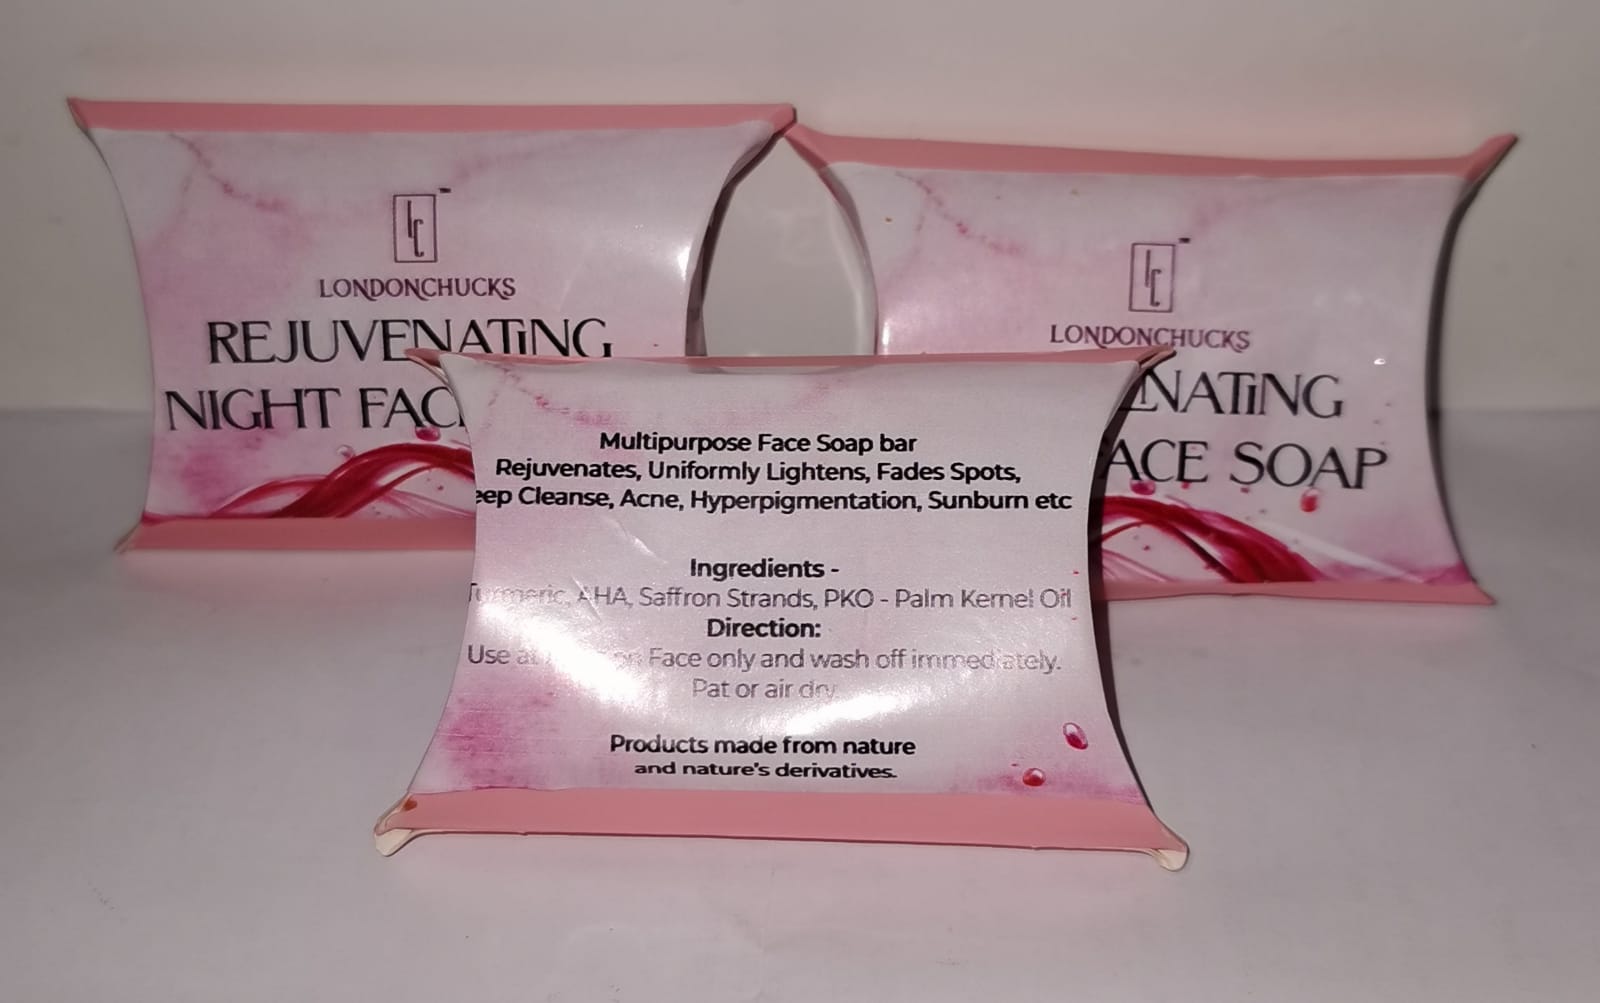 LC
LONDONCHUCKS
REJUVENATING
NIGHT FAC
LC
LONDONCHUCKS
NATING
ACE SOAP
Multipurpose Face Soap bar
Rejuvenates, Uniformly Lightens, Fades Spots,
eep Cleanse, Acne, Hyperpigmentation, Sunburn etc
Ingredients -
Turmeric, AHA, Saffron Strands, PKO - Palm Kernel Oil
Direction:
Use on Face only and wash off immediately.
Pat or air dry
Products made from nature
and nature's derivatives.